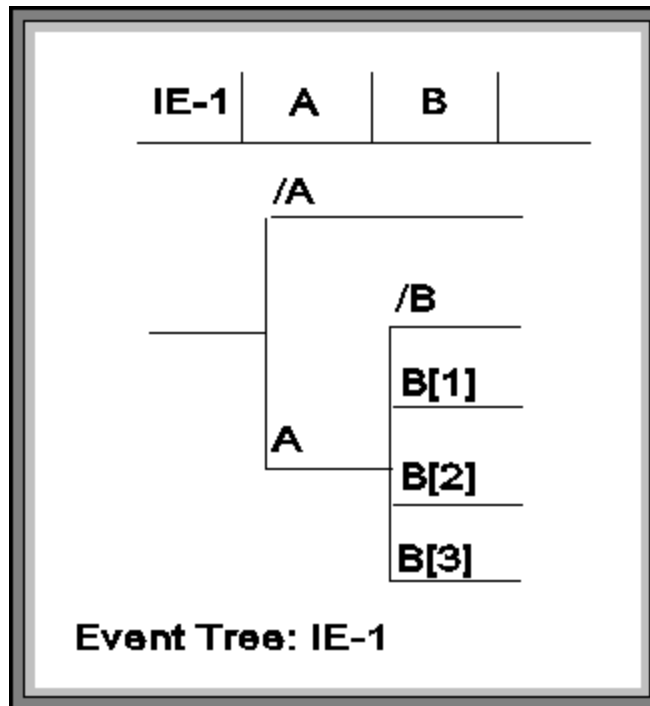 IE-1 A B
/A
/B
B[1]
A
B[2]
B[3]
Event Tree: IE-1